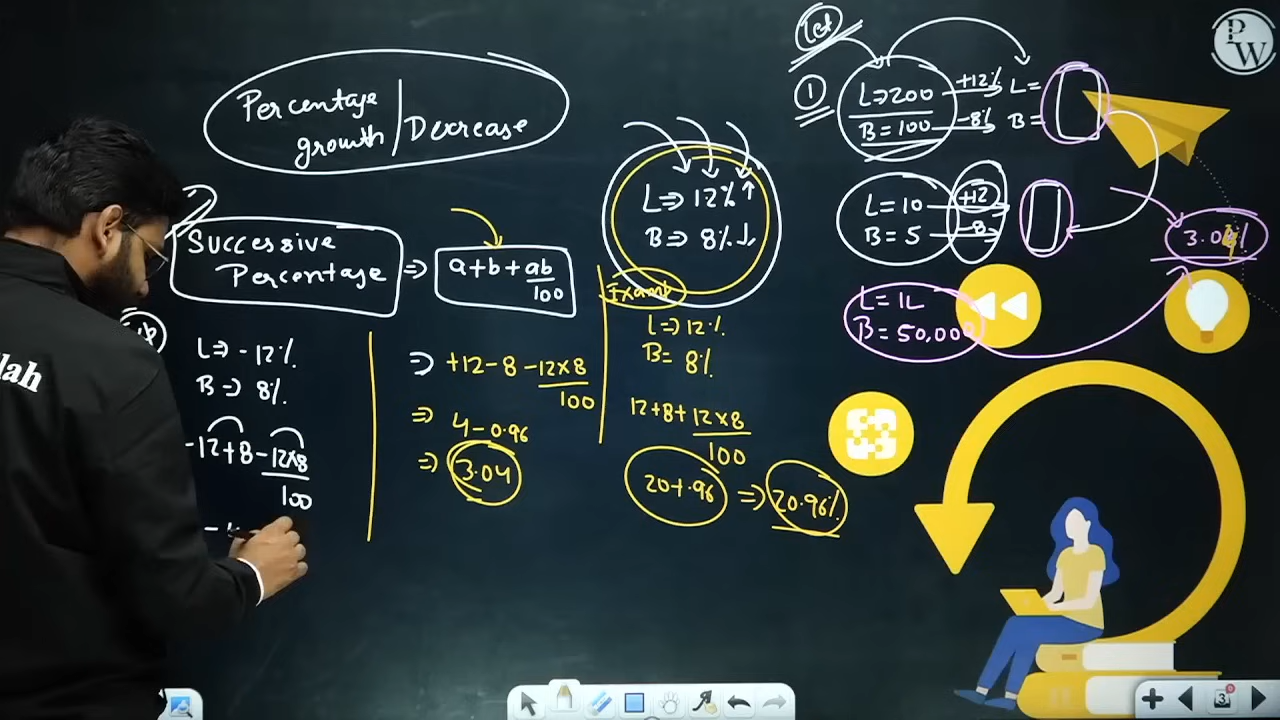 Percentage
growth / Decrease
Successive
Percentage
⇒
a+b+ab/100
L⇒ 12% ↑
B⇒ 8% ↓
Let
①
L⇒200 +12% L=
B=100 -8% B=
L=10 +12
B=5 -8
L=1L
B=50,000
L⇒ -12%
B⇒ 8%
-12+8-12×8/100
⇒ +12-8-12×8/100
⇒ 4-0.96
⇒ 3.04
L⇒12%
B= 8%
12+8+12×8/100
20+.96 ⇒ 20.96%
lah
PW
3